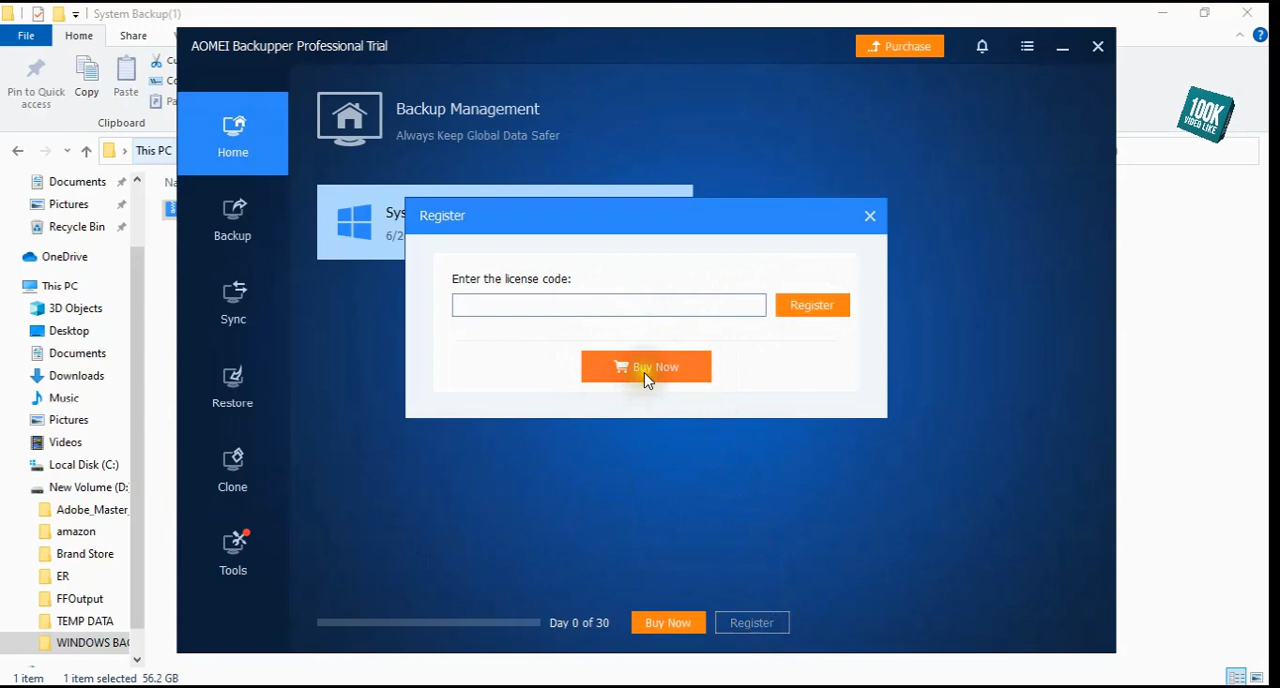 System Backup(1)
File
Home
Share
Pin to Quick access
Copy
Paste
Clipboard
This PC
Documents
Pictures
Recycle Bin
OneDrive
This PC
3D Objects
Desktop
Documents
Downloads
Music
Pictures
Videos
Local Disk (C:)
New Volume (D:
Adobe_Master_
amazon
Brand Store
ER
FFOutput
TEMP DATA
WINDOWS BAC
1 item
1 item selected 56.2 GB
AOMEI Backupper Professional Trial
Purchase
Home
Backup
Sync
Restore
Clone
Tools
Backup Management
Always Keep Global Data Safer
Sys
6/2
Register
Enter the license code:
Register
Buy Now
Day 0 of 30
Buy Now
Register
100K
VIDEO LIKE